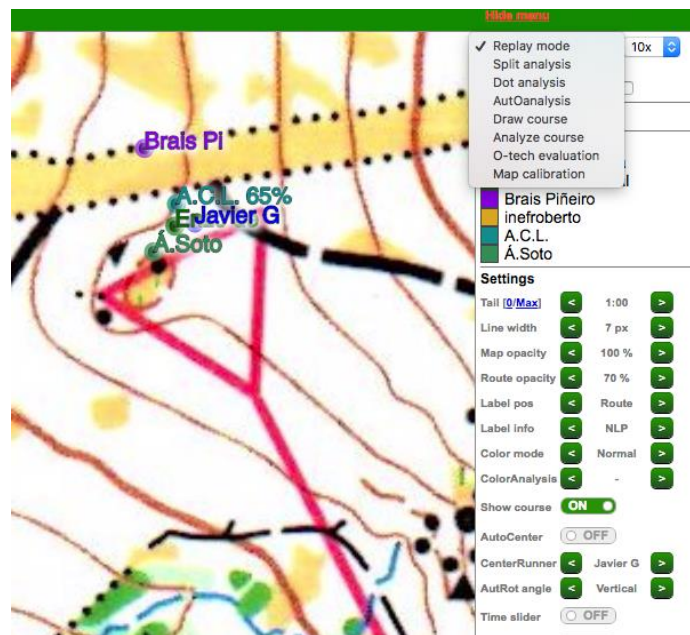 Hide menu
✓ Replay mode 10x
Split analysis
Dot analysis
AutOanalysis
Draw course
Analyze course
O-tech evaluation
Map calibration
Brais Pi
A.C.L. 65%
Javier G
Á.Soto
Brais Piñeiro
inefroberto
A.C.L.
Á.Soto
Settings
Tail [0/Max] < 1:00 >
Line width < 7 px >
Map opacity < 100 % >
Route opacity < 70 % >
Label pos < Route >
Label info < NLP >
Color mode < Normal >
ColorAnalysis < - >
Show course ON
AutoCenter OFF
CenterRunner < Javier G >
AutRot angle < Vertical >
Time slider OFF